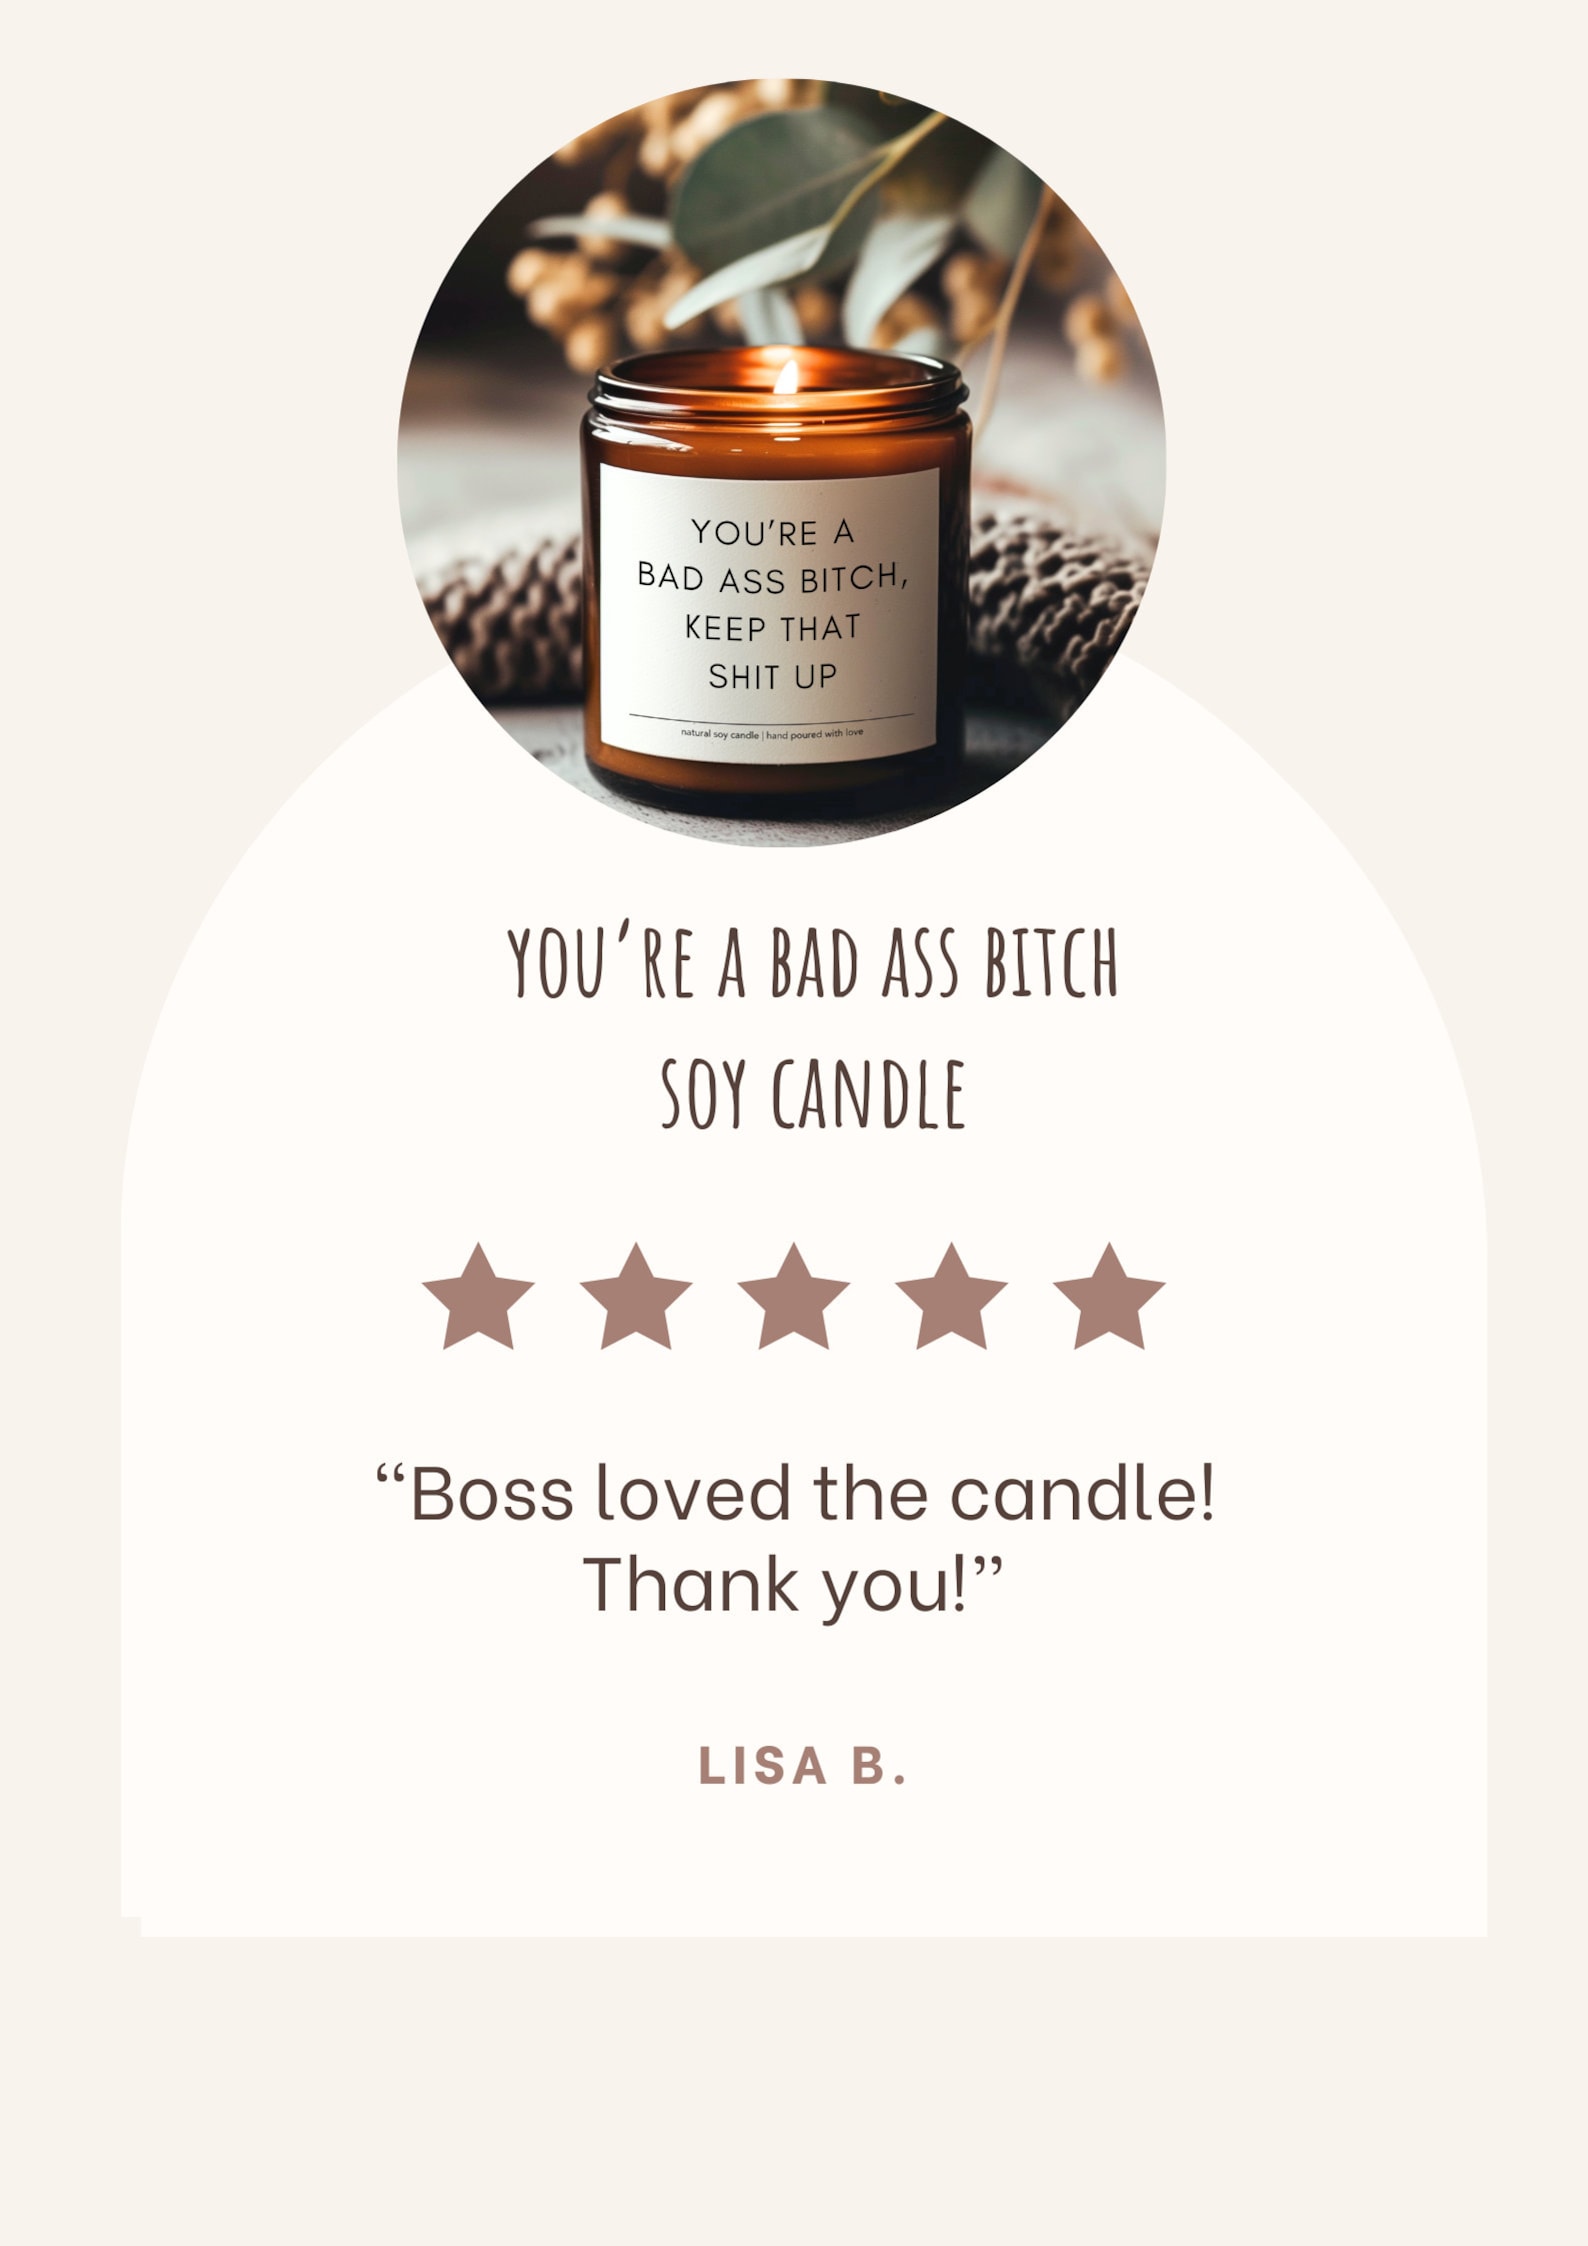 YOU'RE A
BAD ASS BITCH,
KEEP THAT
SHIT UP
natural soy candle | hand poured with love
YOU'RE A BAD ASS BITCH
SOY CANDLE
“Boss loved the candle!
Thank you!”
LISA B.